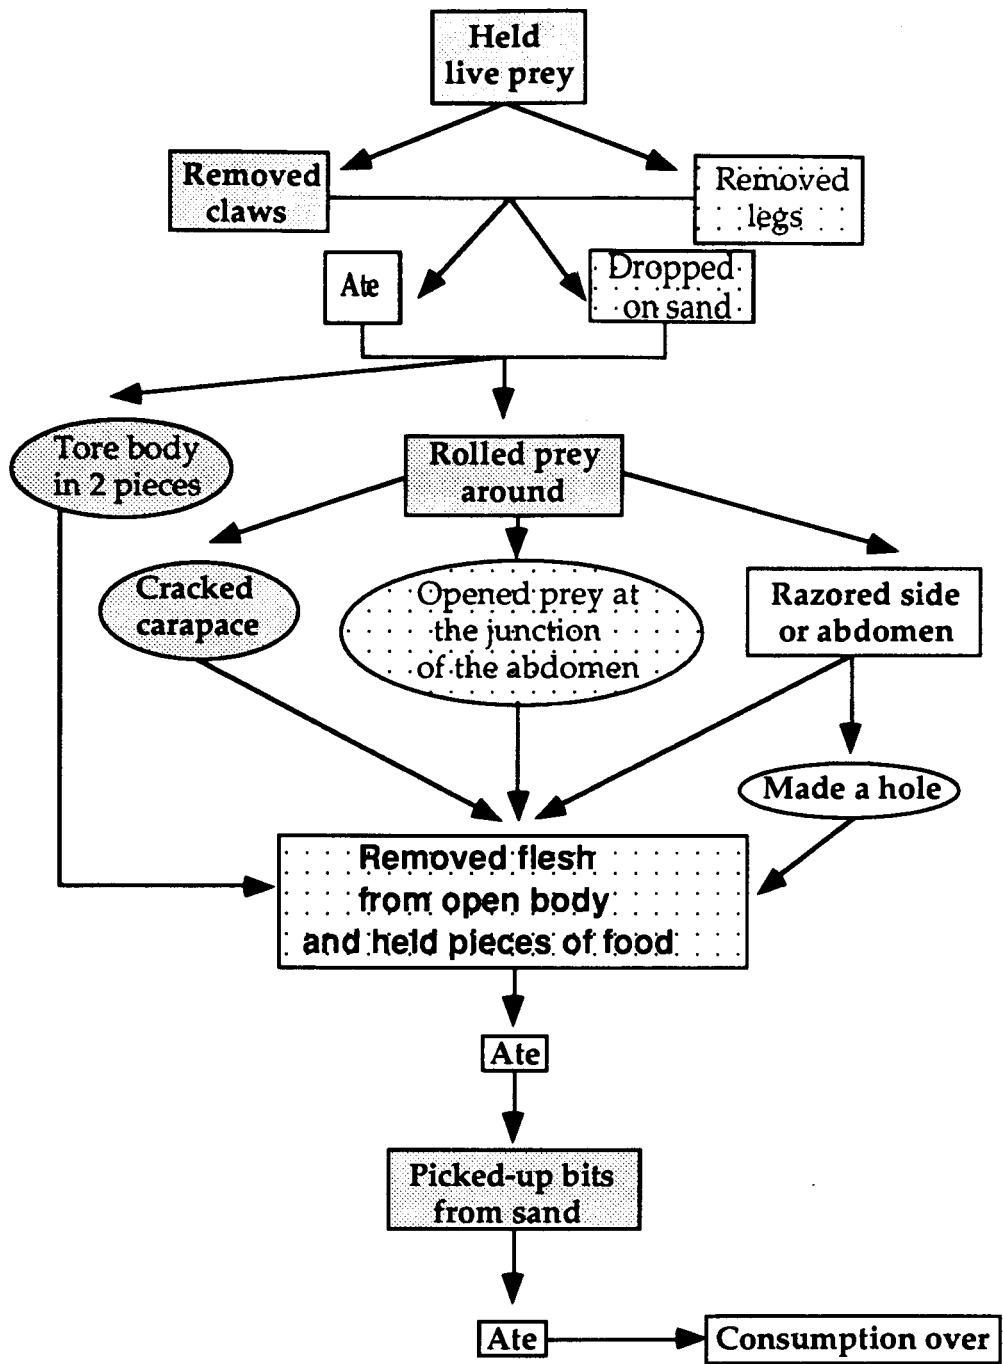 Held
live prey
Removed
claws
Removed
legs
Ate
Dropped
on sand
Tore body
in 2 pieces
Rolled prey
around
Cracked
carapace
Opened prey at
the junction
of the abdomen
Razored side
or abdomen
Made a hole
Removed flesh
from open body
and held pieces of food
Ate
Picked-up bits
from sand
Ate
Consumption over